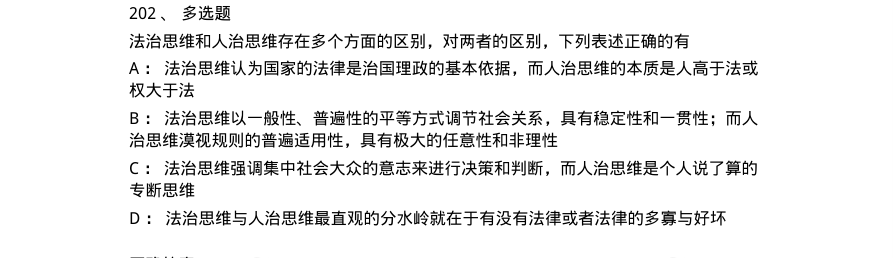 202 、 多选题
法治思维和人治思维存在多个方面的区别，对两者的区别，下列表述正确的有
A ： 法治思维认为国家的法律是治国理政的基本依据，而人治思维的本质是人高于法或
权大于法
B ： 法治思维以一般性、普遍性的平等方式调节社会关系，具有稳定性和一贯性；而人
治思维漠视规则的普遍适用性，具有极大的任意性和非理性
C ： 法治思维强调集中社会大众的意志来进行决策和判断，而人治思维是个人说了算的
专断思维
D ： 法治思维与人治思维最直观的分水岭就在于有没有法律或者法律的多寡与好坏